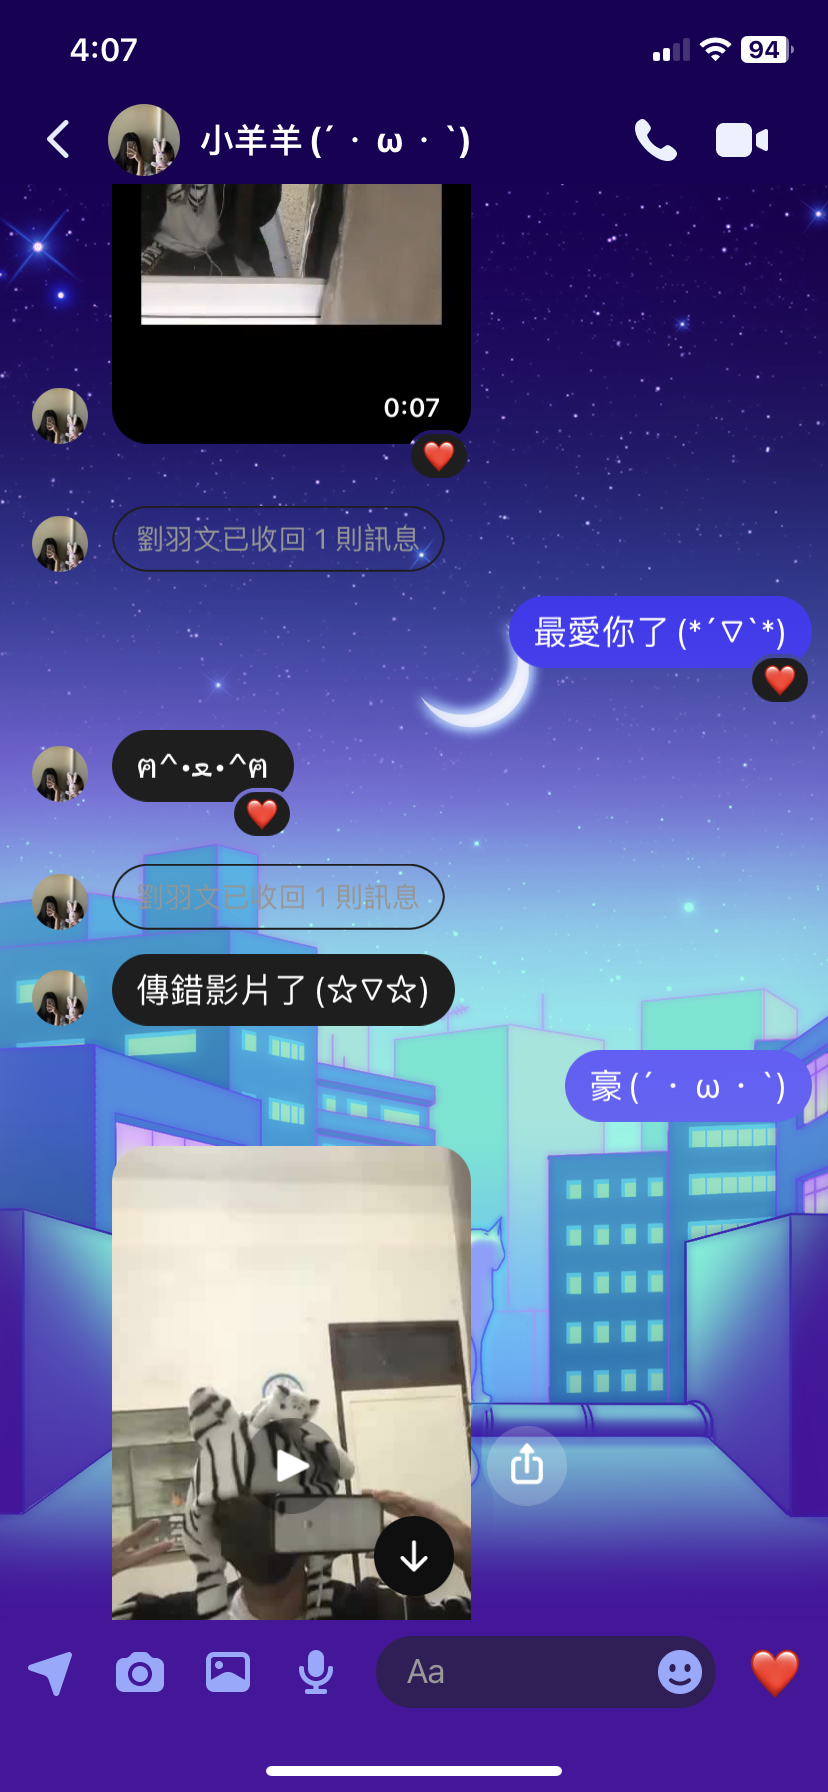 4:07
94
小羊羊 (´・ω・`)
0:07
劉羽文已收回 1 則訊息
最愛你了 (*´▽`*)
ฅ^•ﻌ•^ฅ
劉羽文已收回 1 則訊息
傳錯影片了 (☆▽☆)
豪 (´・ω・`)
Aa